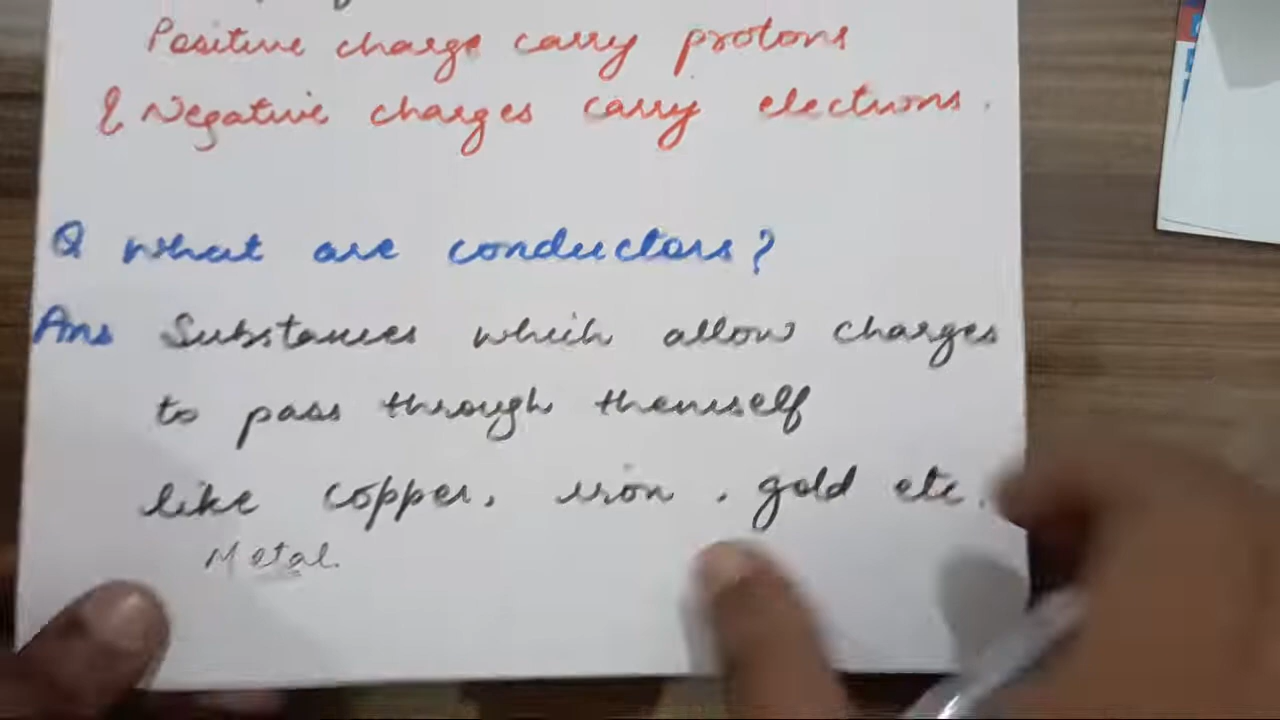 Positive charge carry protons
& Negative charges carry electrons.
Q What are conductors?
Ans Substances which allow charges
to pass through themself
like copper, iron, gold etc.
Metal.